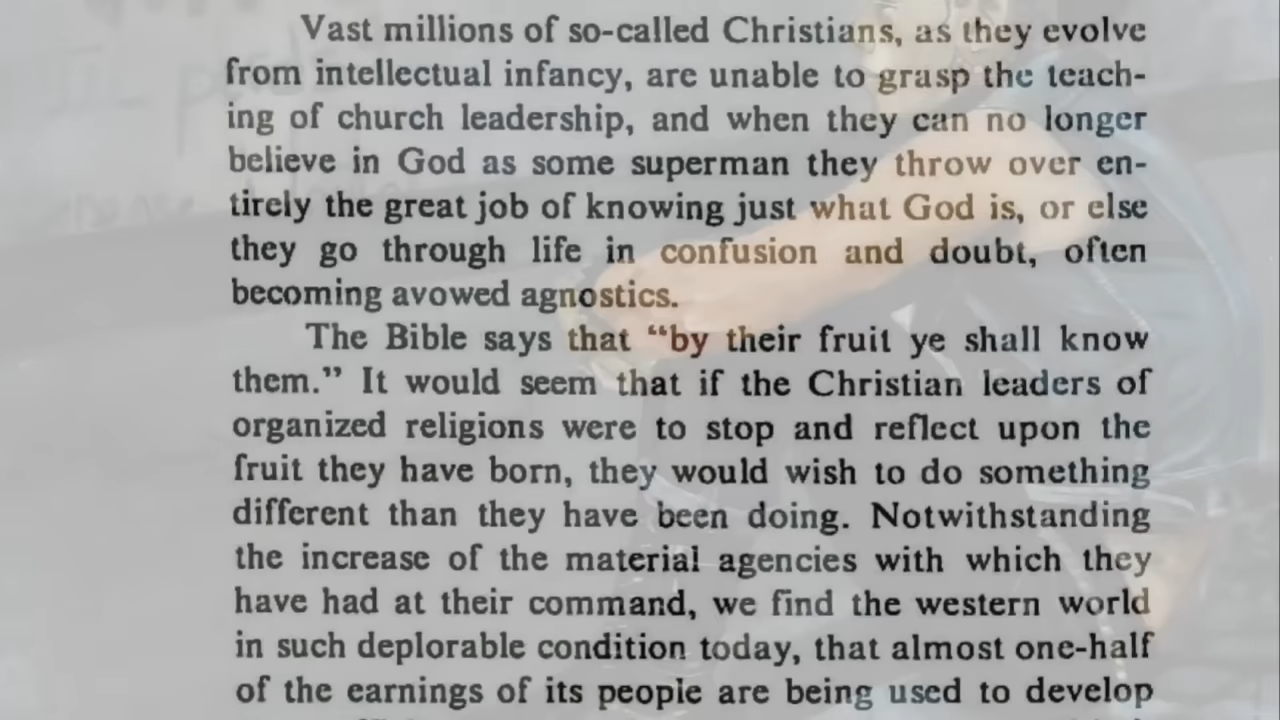 Vast millions of so-called Christians, as they evolve
from intellectual infancy, are unable to grasp the teach-
ing of church leadership, and when they can no longer
believe in God as some superman they throw over en-
tirely the great job of knowing just what God is, or else
they go through life in confusion and doubt, often
becoming avowed agnostics.
The Bible says that “by their fruit ye shall know
them.” It would seem that if the Christian leaders of
organized religions were to stop and reflect upon the
fruit they have born, they would wish to do something
different than they have been doing. Notwithstanding
the increase of the material agencies with which they
have had at their command, we find the western world
in such deplorable condition today, that almost one-half
of the earnings of its people are being used to develop